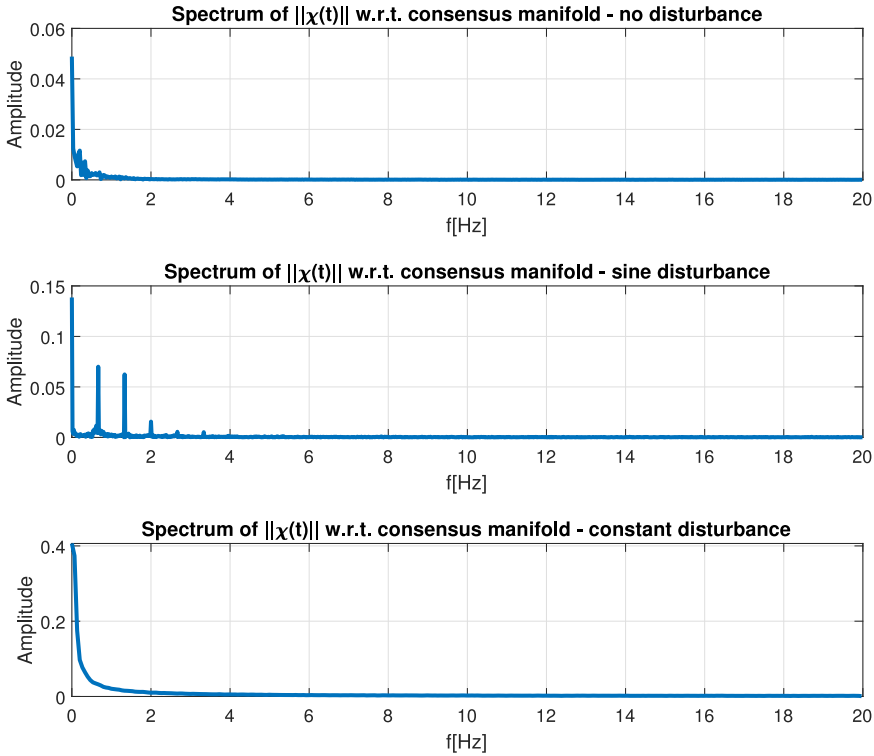 Spectrum of ||χ(t)|| w.r.t. consensus manifold - no disturbance
0.06
0.04
0.02
0
Amplitude
0 2 4 6 8 10 12 14 16 18 20
f[Hz]
Spectrum of ||χ(t)|| w.r.t. consensus manifold - sine disturbance
0.15
0.1
0.05
0
Amplitude
0 2 4 6 8 10 12 14 16 18 20
f[Hz]
Spectrum of ||χ(t)|| w.r.t. consensus manifold - constant disturbance
0.4
0.2
0
Amplitude
0 2 4 6 8 10 12 14 16 18 20
f[Hz]